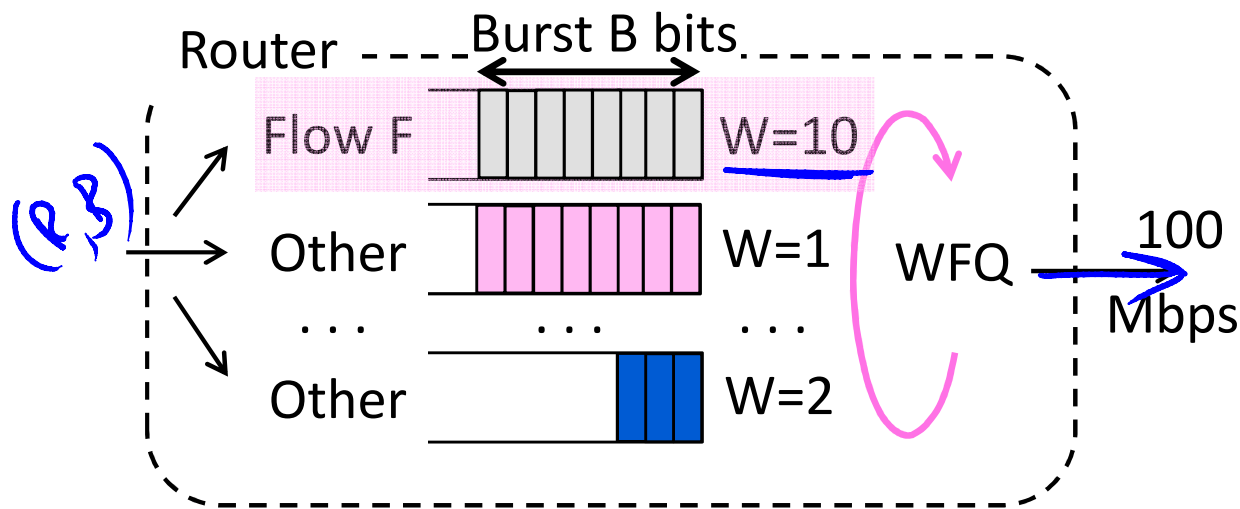 Router
Burst B bits
Flow F
W=10
(R,B)
Other
W=1
WFQ
100
Mbps
. . .
. . .
. . .
Other
W=2